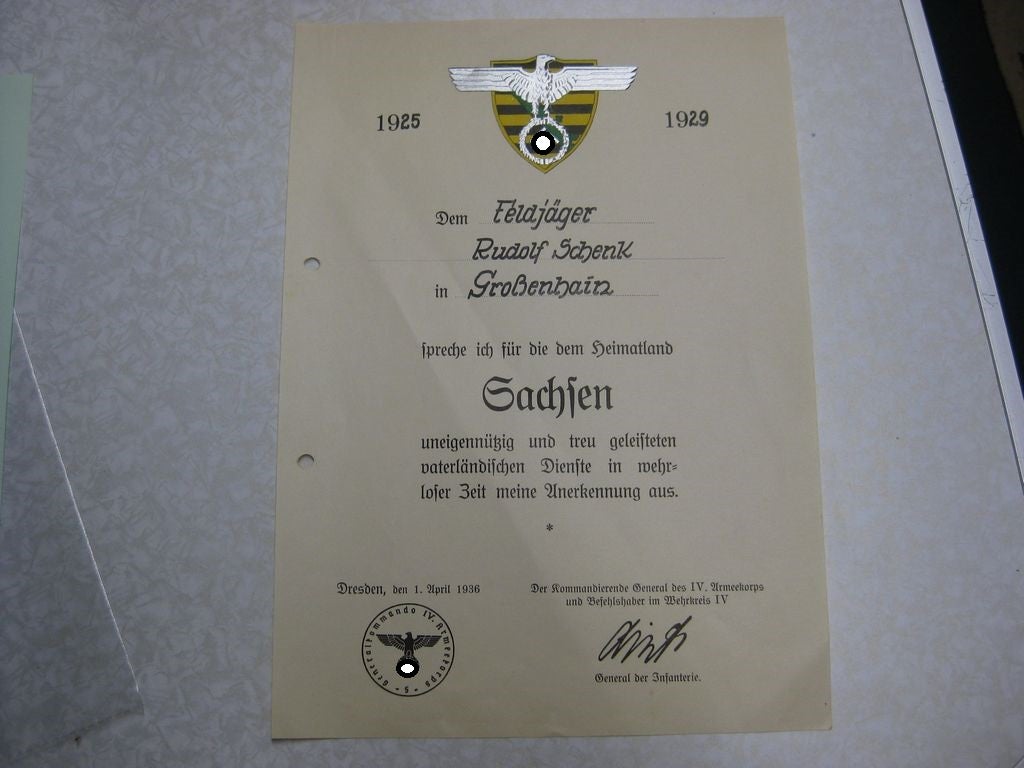 1925 1929
Dem Feldjäger
Rudolf Schenk
in Großenhain
spreche ich für die dem Heimatland
Sachsen
uneigennützig und treu geleisteten
vaterländischen Dienste in wehr=
loser Zeit meine Anerkennung aus.
*
Dresden, den 1. April 1936
Der Kommandierende General des IV. Armeekorps
und Befehlshaber im Wehrkreis IV
Generalkommando IV. Armeekorps
- 5 -
General der Infanterie.